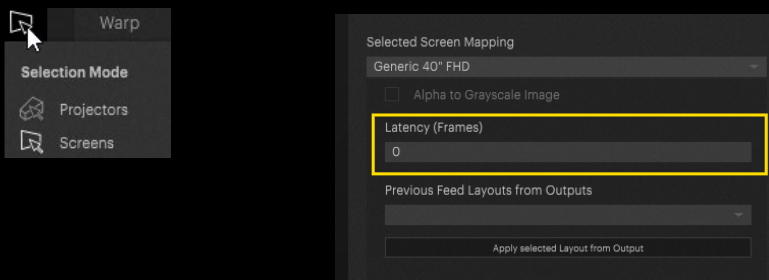 Warp
Selection Mode
Projectors
Screens
Selected Screen Mapping
Generic 40" FHD
Alpha to Grayscale Image
Latency (Frames)
0
Previous Feed Layouts from Outputs
Apply selected Layout from Output